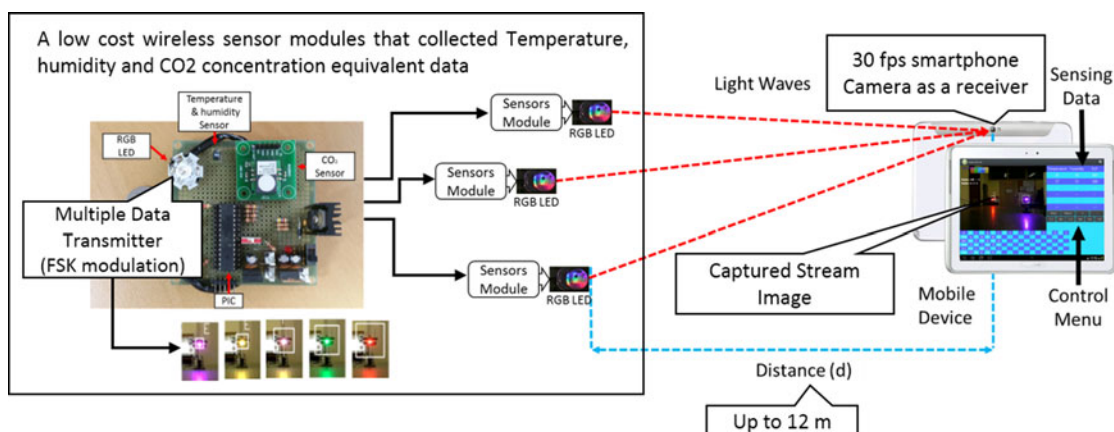 A low cost wireless sensor modules that collected Temperature,
humidity and CO2 concentration equivalent data
Temperature
& humidity
Sensor
RGB
LED
CO₂
Sensor
Multiple Data
Transmitter
(FSK modulation)
PIC
Sensors
Module
RGB LED
Sensors
Module
RGB LED
Sensors
Module
RGB LED
Light Waves
30 fps smartphone
Camera as a receiver
Sensing
Data
Captured Stream
Image
Mobile
Device
Control
Menu
Distance (d)
Up to 12 m